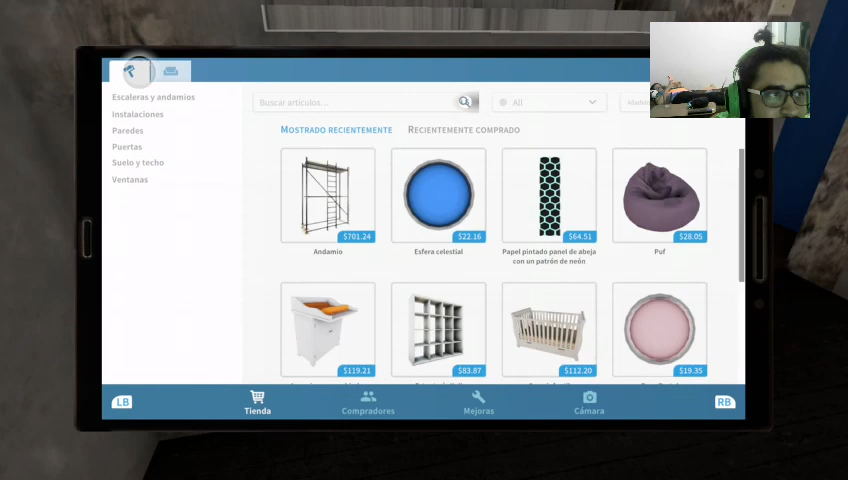 Escaleras y andamios
Instalaciones
Paredes
Puertas
Suelo y techo
Ventanas
Buscar artículos...
All
MOSTRADO RECIENTEMENTE
RECIENTEMENTE COMPRADO
$701.24
$22.16
$64.51
$28.05
Andamio
Esfera celestial
Papel pintado panel de abeja
con un patrón de neón
Puf
$119.21
$83.87
$112.20
$19.35
LB
Tienda
Compradores
Mejoras
Cámara
RB